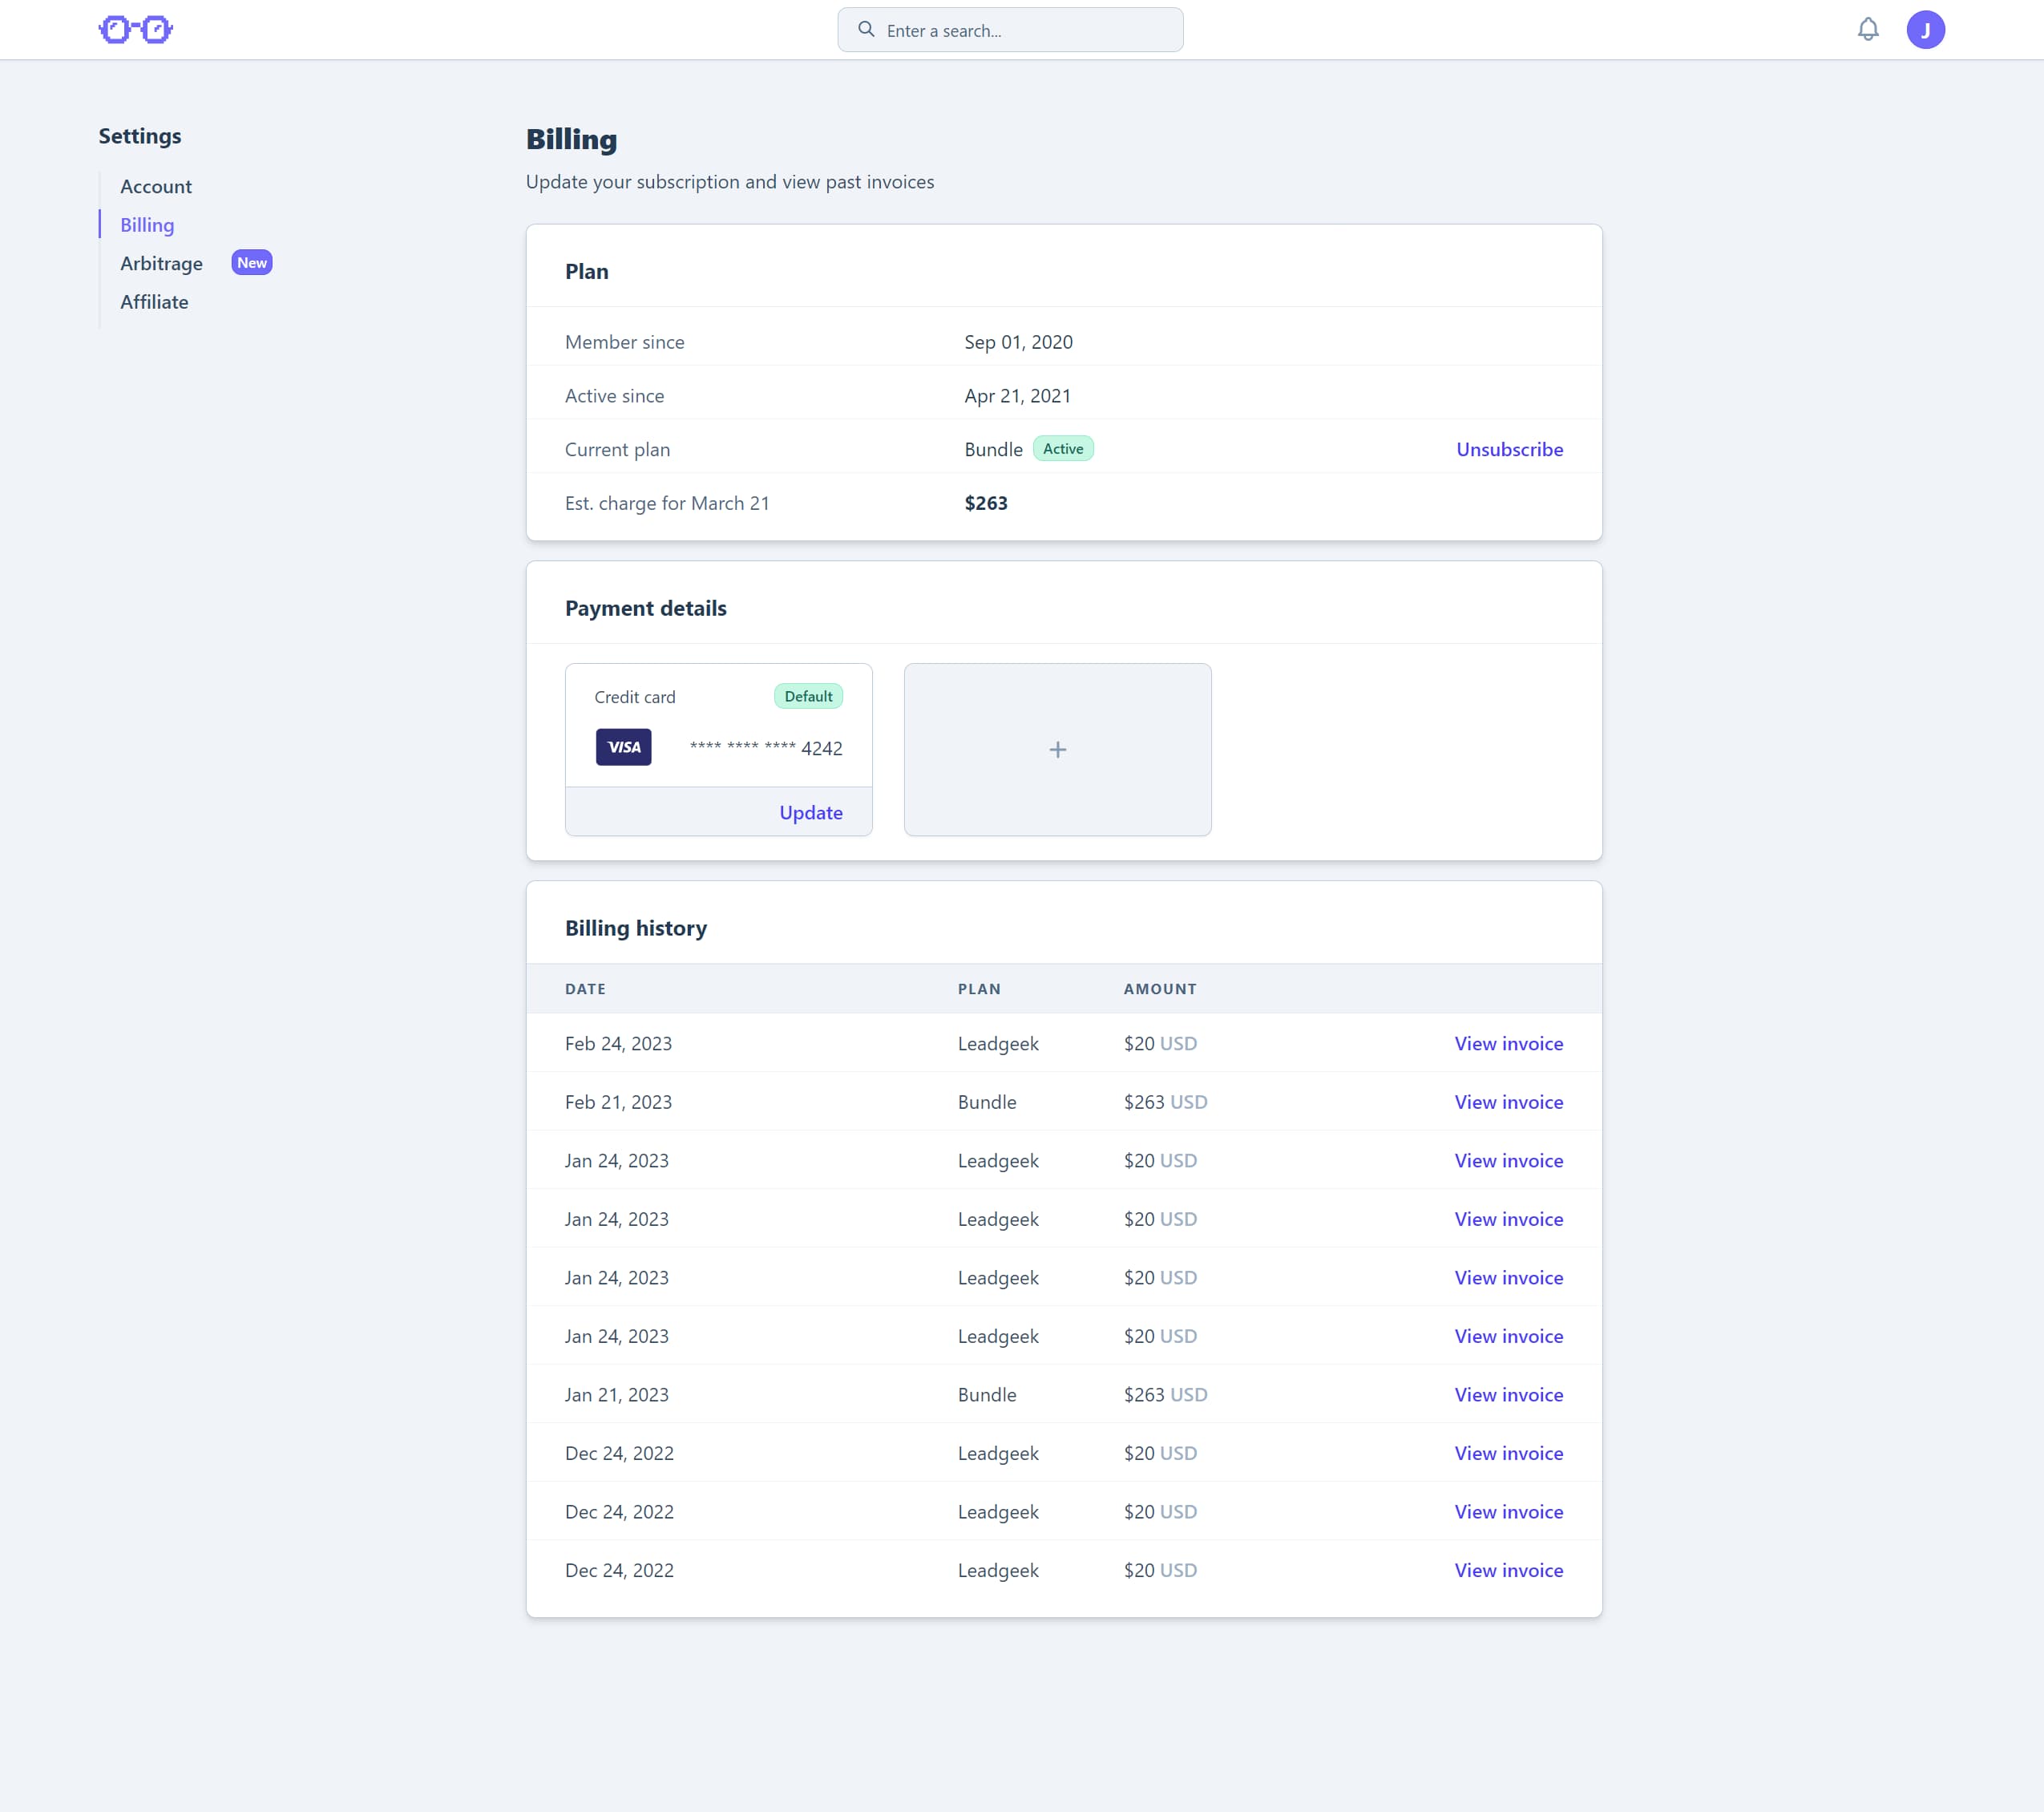 Enter a search...
J
Settings
Account
Billing
Arbitrage New
Affiliate
Billing
Update your subscription and view past invoices
Plan
Member since Sep 01, 2020
Active since Apr 21, 2021
Current plan Bundle Active Unsubscribe
Est. charge for March 21 $263
Payment details
Credit card Default
VISA **** **** **** 4242
Update
+
Billing history
DATE PLAN AMOUNT
Feb 24, 2023 Leadgeek $20 USD View invoice
Feb 21, 2023 Bundle $263 USD View invoice
Jan 24, 2023 Leadgeek $20 USD View invoice
Jan 24, 2023 Leadgeek $20 USD View invoice
Jan 24, 2023 Leadgeek $20 USD View invoice
Jan 24, 2023 Leadgeek $20 USD View invoice
Jan 21, 2023 Bundle $263 USD View invoice
Dec 24, 2022 Leadgeek $20 USD View invoice
Dec 24, 2022 Leadgeek $20 USD View invoice
Dec 24, 2022 Leadgeek $20 USD View invoice